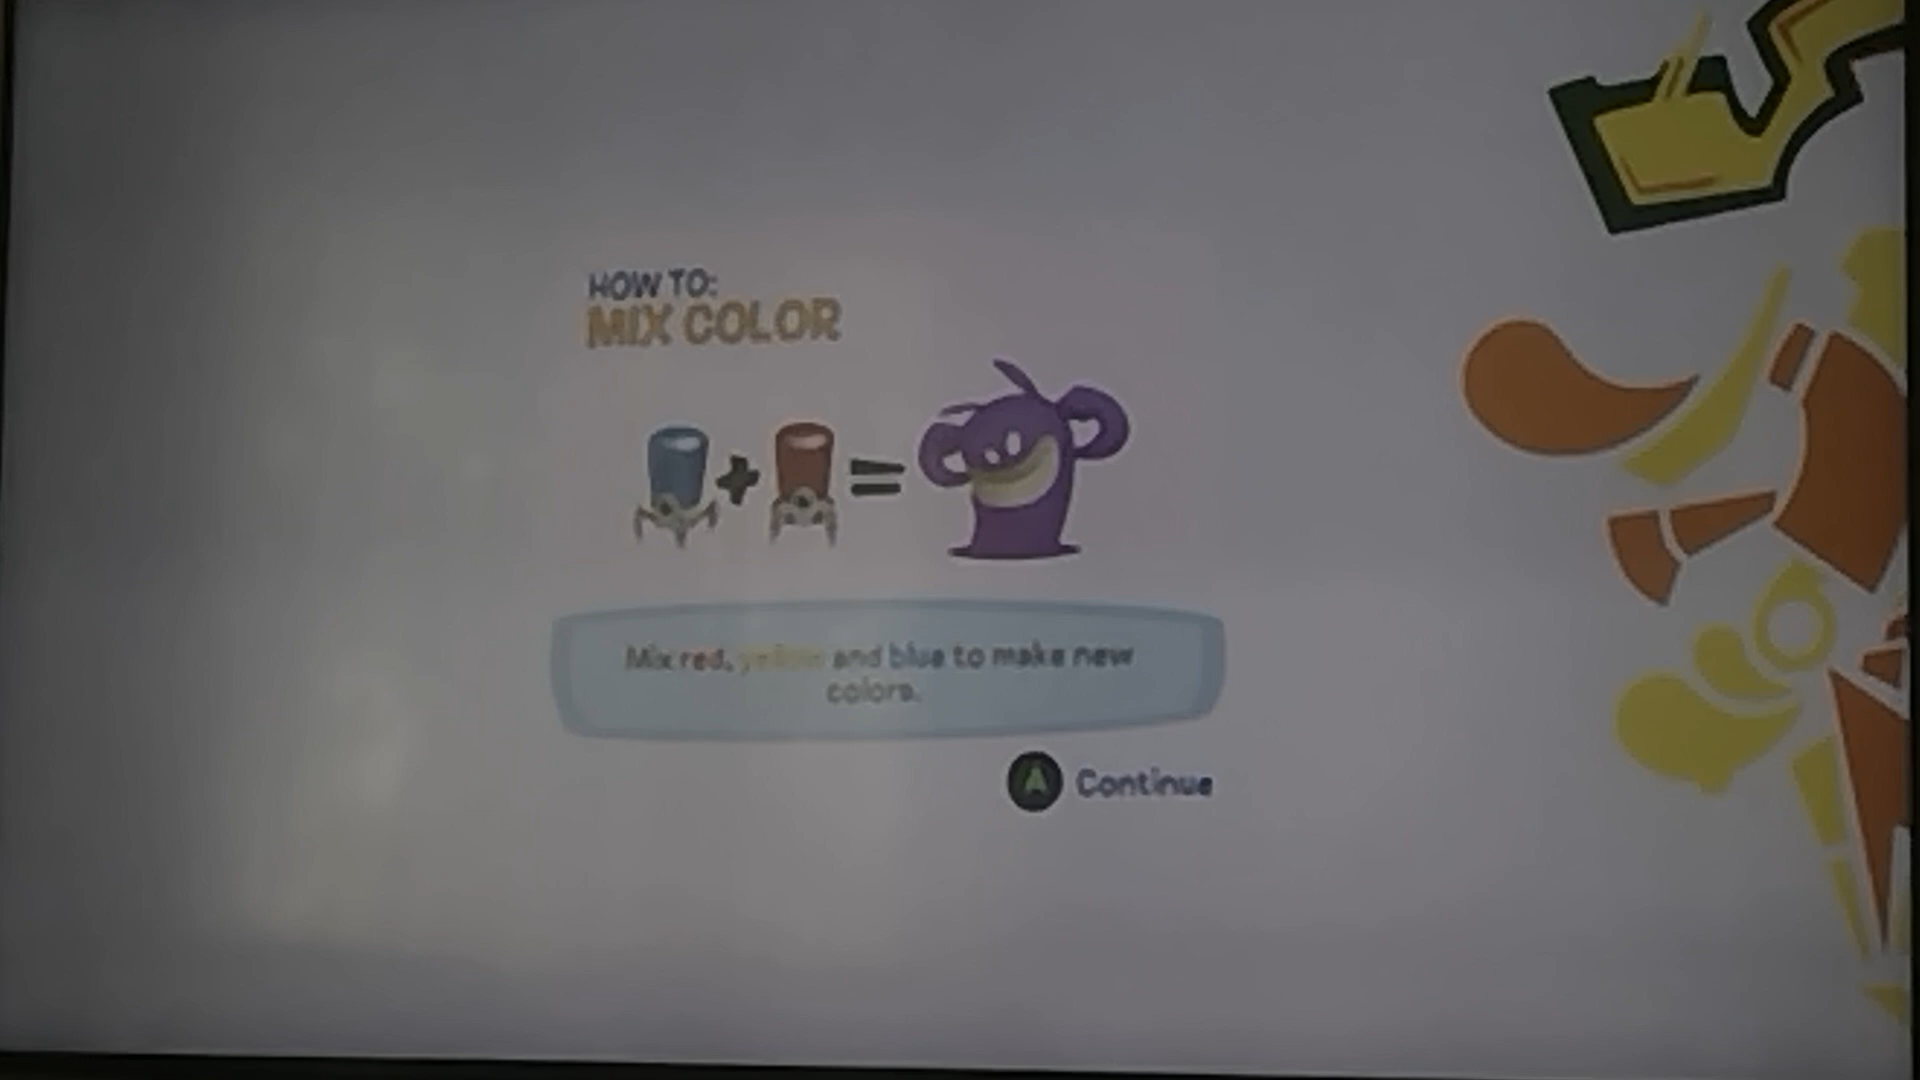 HOW TO:
MIX COLOR
Mix red, yellow and blue to make new
colors.
A Continue